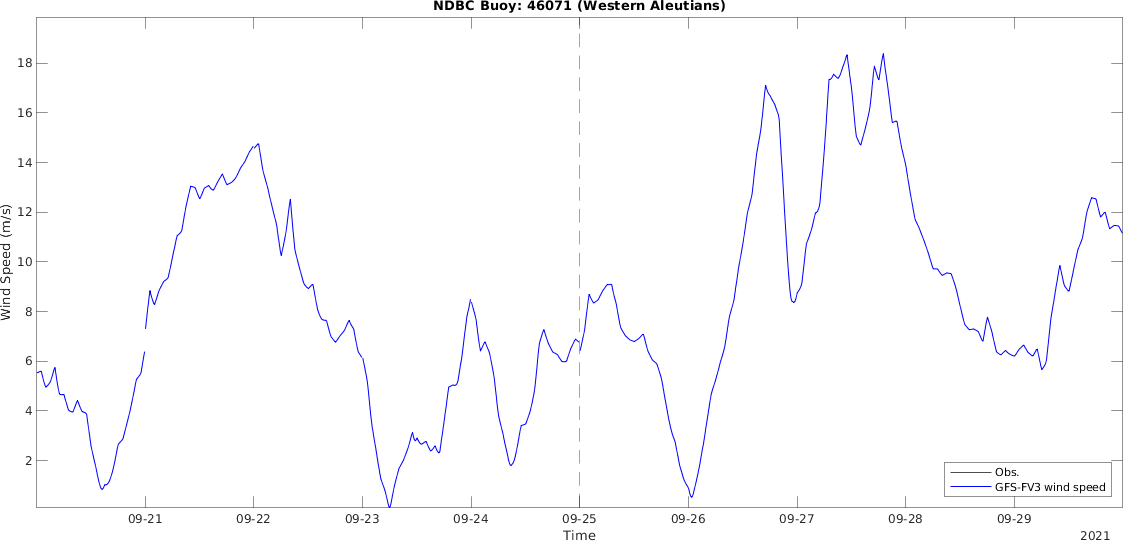 NDBC Buoy: 46071 (Western Aleutians)
Wind Speed (m/s)
18
16
14
12
10
8
6
4
2
09-21 09-22 09-23 09-24 09-25 09-26 09-27 09-28 09-29
Time
2021
Obs.
GFS-FV3 wind speed